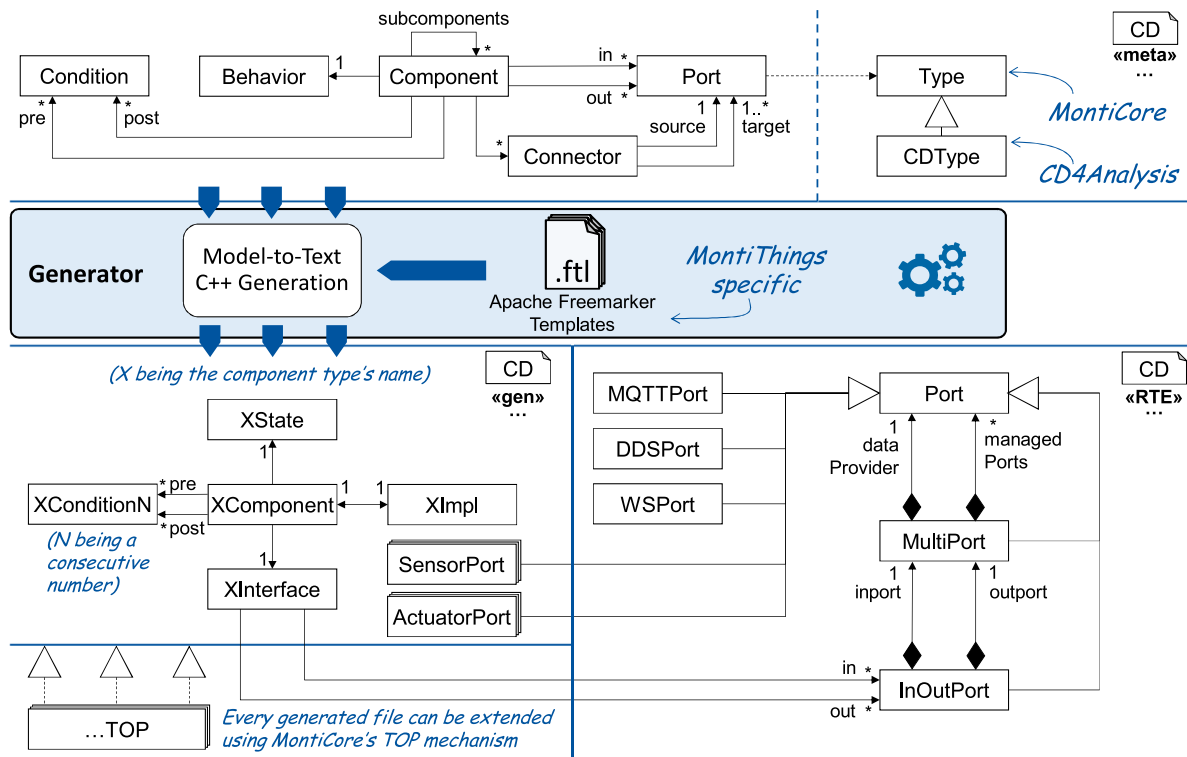 subcomponents
*
Condition
Behavior
1
Component
in *
out *
Port
Type
CD
«meta»
...
MontiCore
*
pre
*
post
*
Connector
1
source
1..*
target
CDType
CD4Analysis
Generator
Model-to-Text
C++ Generation
.ftl
Apache Freemarker
Templates
MontiThings
specific
(X being the component type's name)
CD
«gen»
...
XState
1
XConditionN
* pre
*post
XComponent
1
1
XImpl
(N being a
consecutive
number)
1
XInterface
SensorPort
ActuatorPort
MQTTPort
DDSPort
WSPort
Port
CD
«RTE»
...
1
data
Provider
*
managed
Ports
MultiPort
1
inport
1
outport
in *
out *
InOutPort
...TOP
Every generated file can be extended
using MontiCore's TOP mechanism